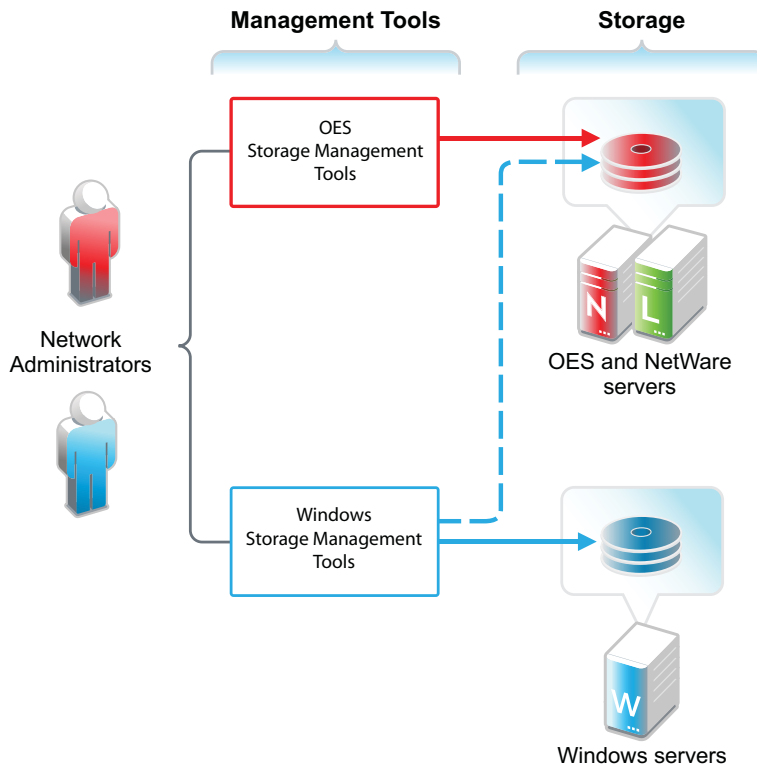 Management Tools
Storage
OES
Storage Management
Tools
N
L
Network
Administrators
OES and NetWare
servers
Windows
Storage Management
Tools
W
Windows servers